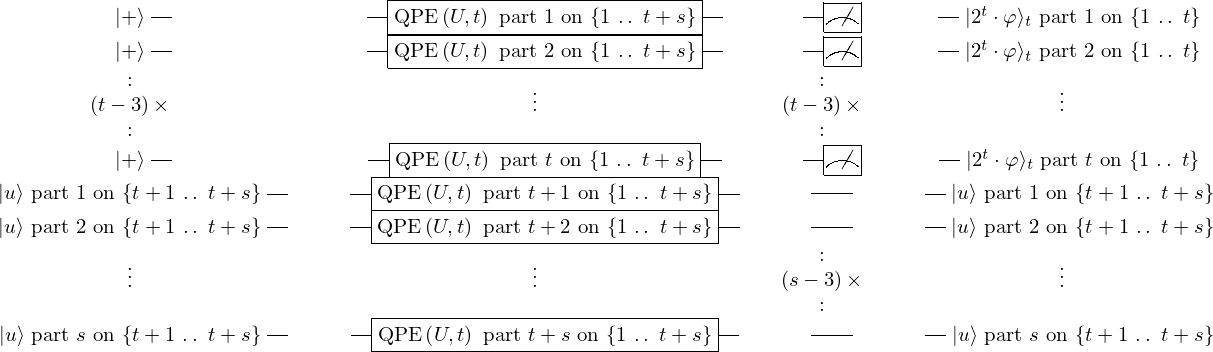 |+⟩ QPE (U, t) part 1 on {1 .. t + s} |2^t · φ⟩_t part 1 on {1 .. t}
|+⟩ QPE (U, t) part 2 on {1 .. t + s} |2^t · φ⟩_t part 2 on {1 .. t}
⋮ ⋮
(t − 3) × ⋮ (t − 3) × ⋮
⋮ ⋮
|+⟩ QPE (U, t) part t on {1 .. t + s} |2^t · φ⟩_t part t on {1 .. t}
|u⟩ part 1 on {t + 1 .. t + s} QPE (U, t) part t + 1 on {1 .. t + s} |u⟩ part 1 on {t + 1 .. t + s}
|u⟩ part 2 on {t + 1 .. t + s} QPE (U, t) part t + 2 on {1 .. t + s} |u⟩ part 2 on {t + 1 .. t + s}
⋮
⋮ ⋮ (s − 3) × ⋮
⋮
|u⟩ part s on {t + 1 .. t + s} QPE (U, t) part t + s on {1 .. t + s} |u⟩ part s on {t + 1 .. t + s}